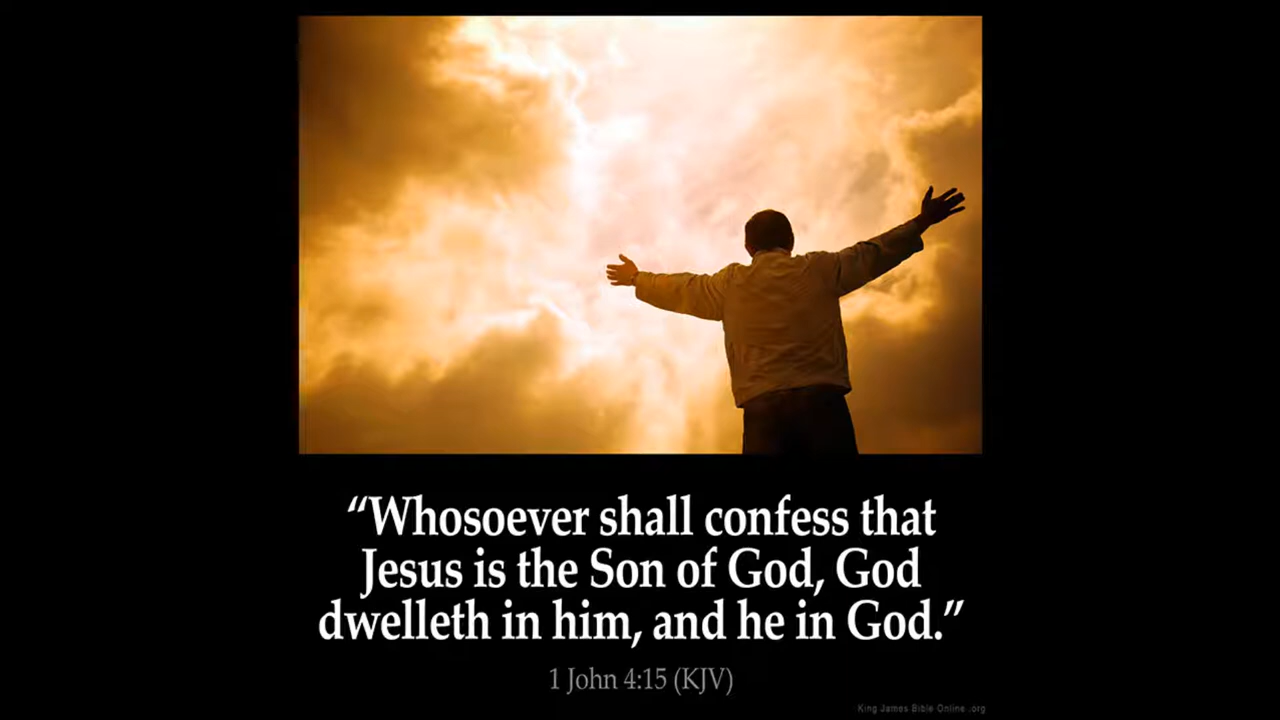 “Whosoever shall confess that
Jesus is the Son of God, God
dwelleth in him, and he in God.”
1 John 4:15 (KJV)
King James Bible Online .org